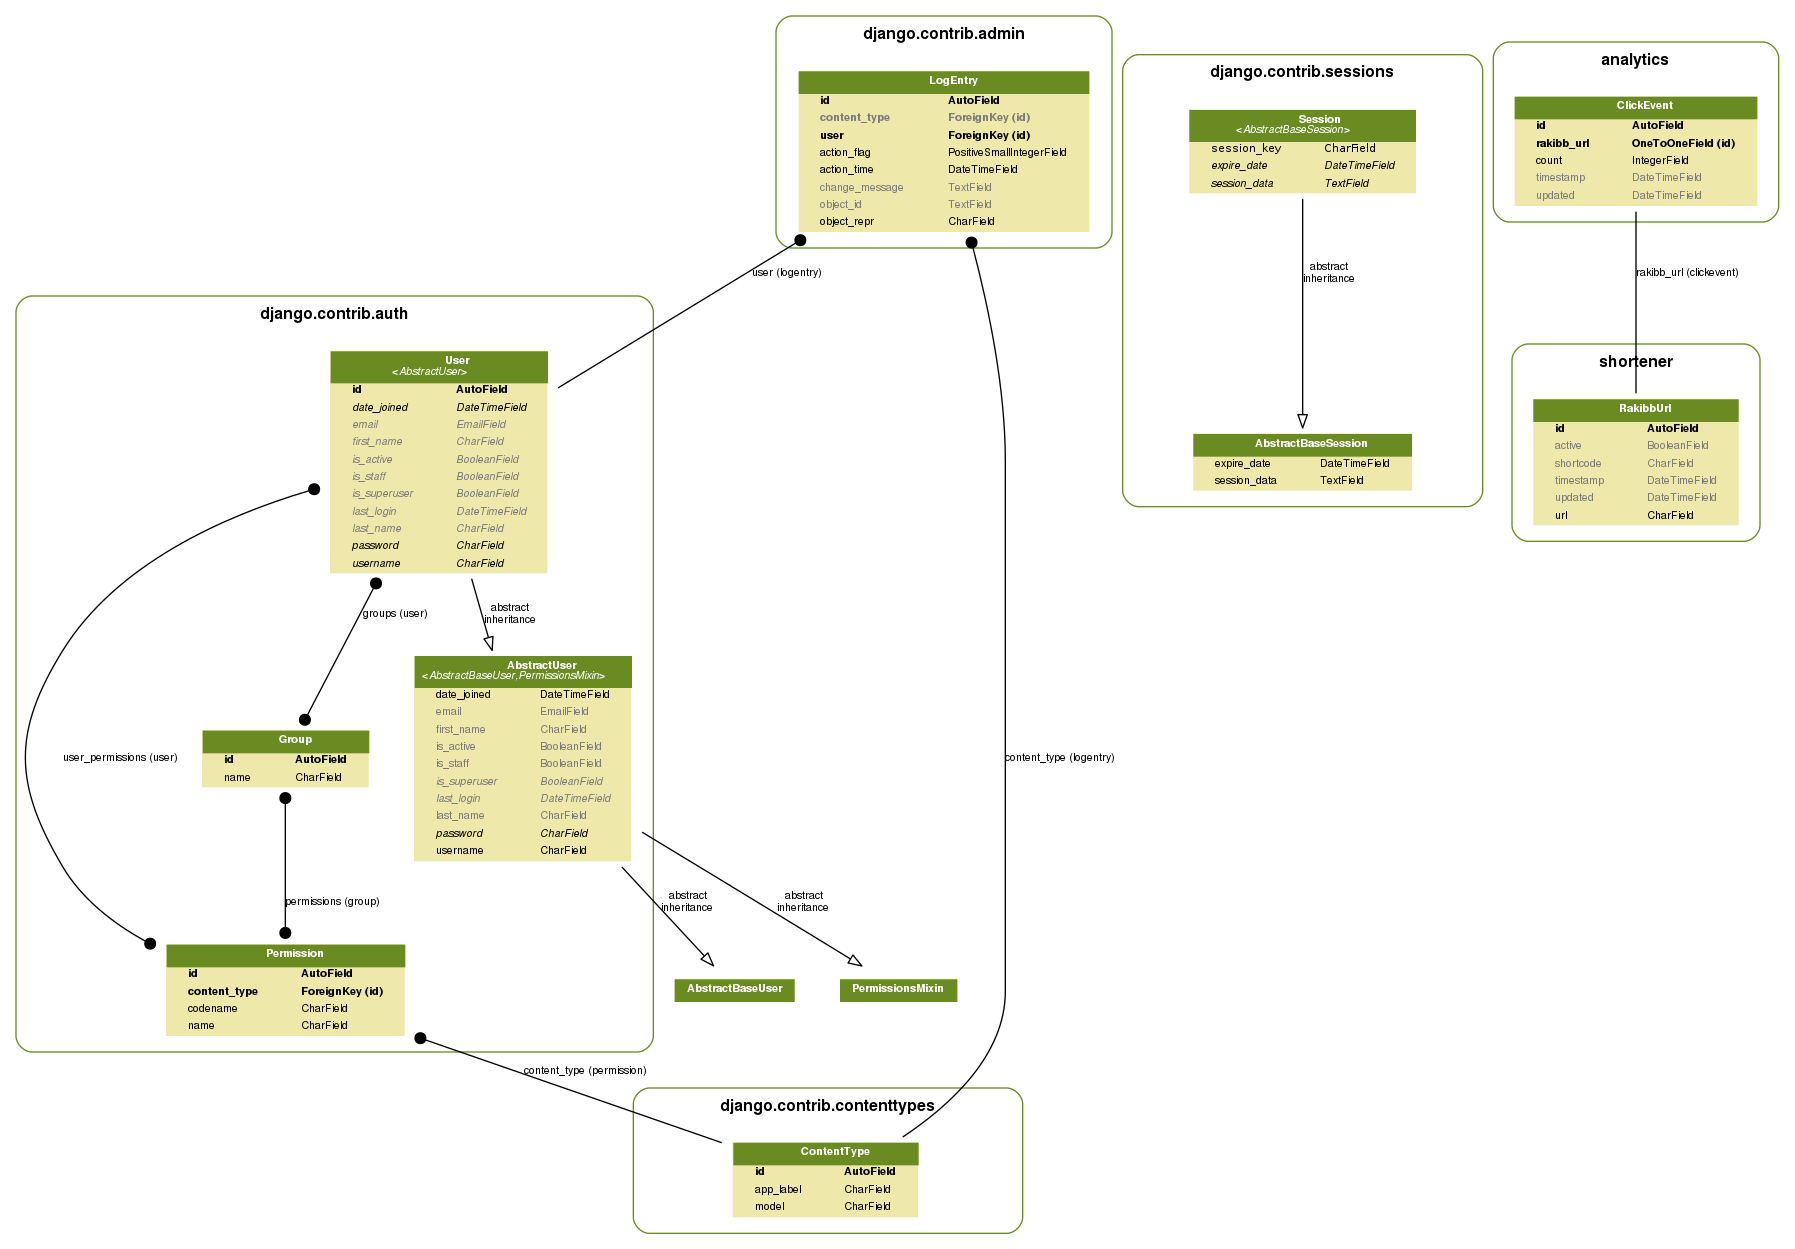 django.contrib.admin
LogEntry
id AutoField
content_type ForeignKey (id)
user ForeignKey (id)
action_flag PositiveSmallIntegerField
action_time DateTimeField
change_message TextField
object_id TextField
object_repr CharField
django.contrib.sessions
Session
<AbstractBaseSession>
session_key CharField
expire_date DateTimeField
session_data TextField
abstract
inheritance
AbstractBaseSession
expire_date DateTimeField
session_data TextField
analytics
ClickEvent
id AutoField
rakibb_url OneToOneField (id)
count IntegerField
timestamp DateTimeField
updated DateTimeField
rakibb_url (clickevent)
shortener
RakibbUrl
id AutoField
active BooleanField
shortcode CharField
timestamp DateTimeField
updated DateTimeField
url CharField
user (logentry)
django.contrib.auth
User
<AbstractUser>
id AutoField
date_joined DateTimeField
email EmailField
first_name CharField
is_active BooleanField
is_staff BooleanField
is_superuser BooleanField
last_login DateTimeField
last_name CharField
password CharField
username CharField
groups (user)
abstract
inheritance
AbstractUser
<AbstractBaseUser,PermissionsMixin>
date_joined DateTimeField
email EmailField
first_name CharField
is_active BooleanField
is_staff BooleanField
is_superuser BooleanField
last_login DateTimeField
last_name CharField
password CharField
username CharField
Group
id AutoField
name CharField
user_permissions (user)
content_type (logentry)
permissions (group)
abstract
inheritance
abstract
inheritance
Permission
id AutoField
content_type ForeignKey (id)
codename CharField
name CharField
AbstractBaseUser
PermissionsMixin
content_type (permission)
django.contrib.contenttypes
ContentType
id AutoField
app_label CharField
model CharField